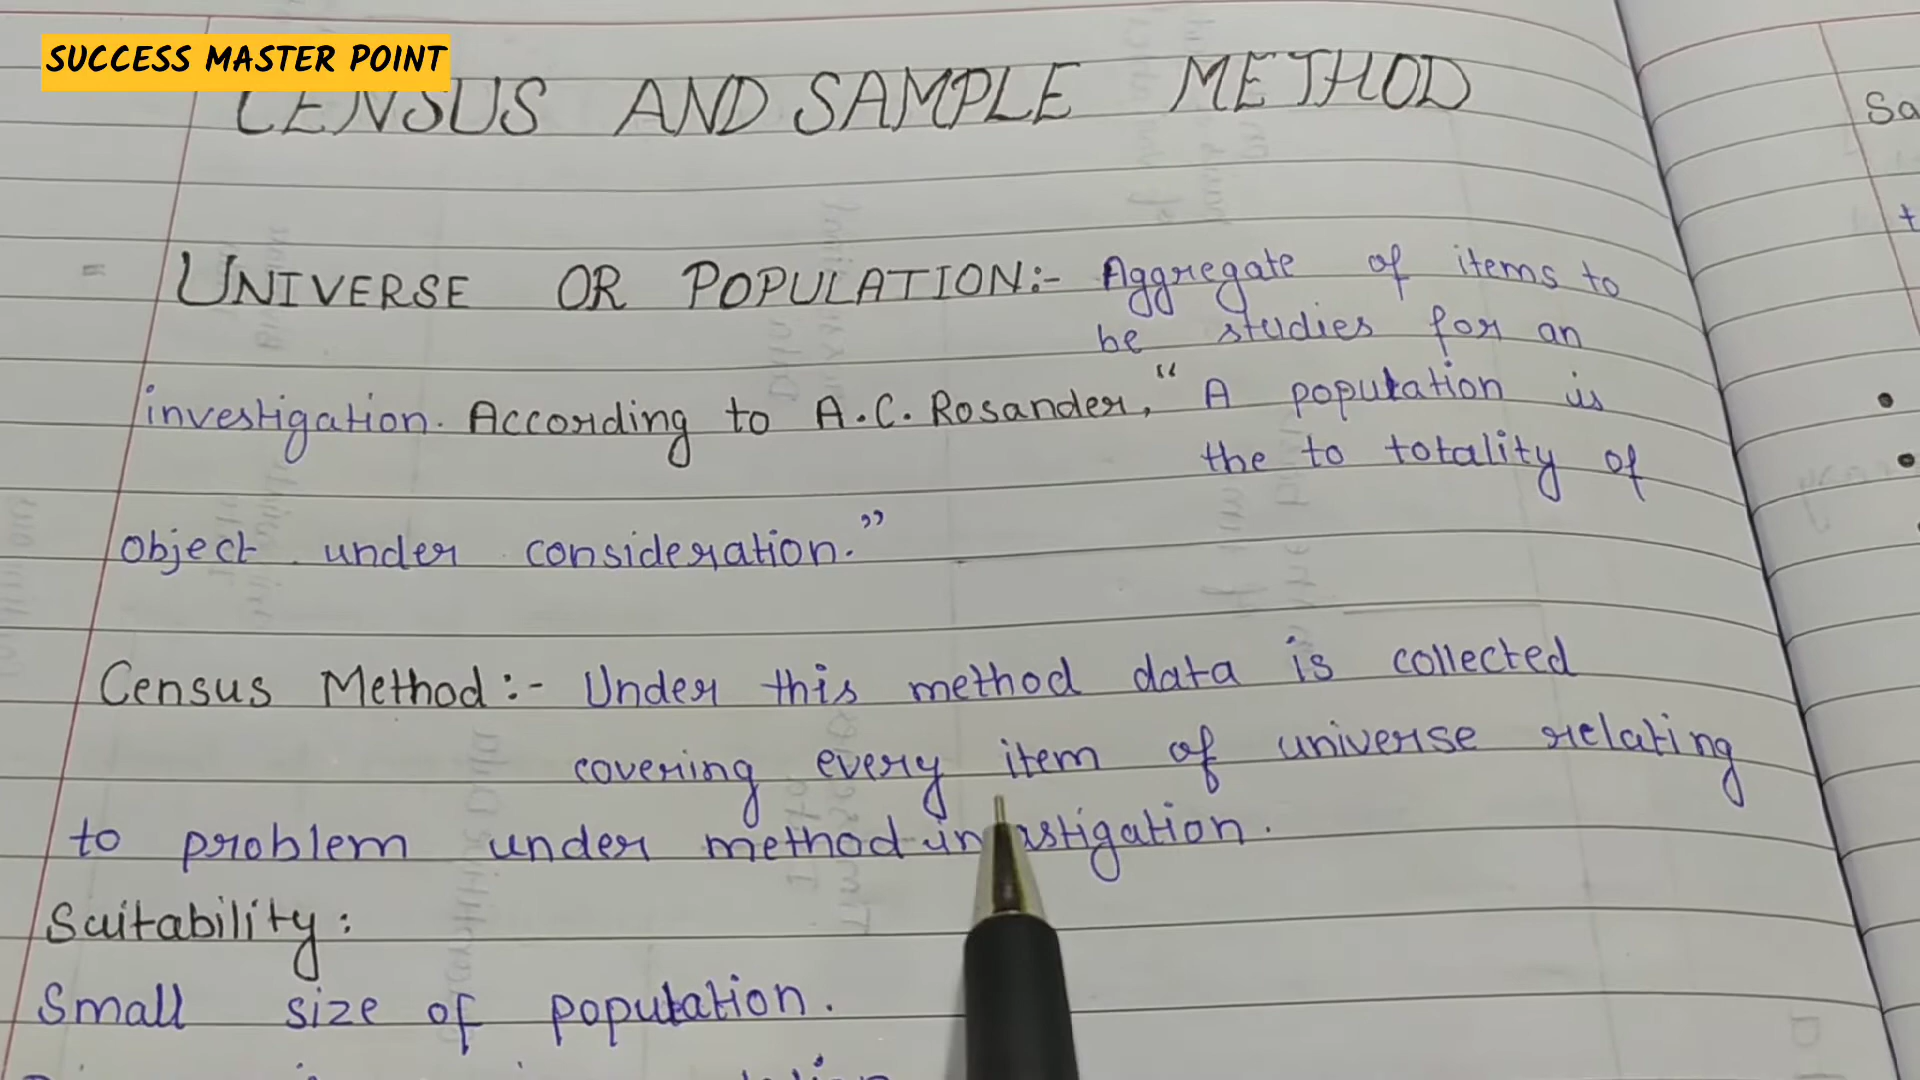 SUCCESS MASTER POINT
CENSUS AND SAMPLE METHOD
UNIVERSE OR POPULATION:- Aggregate of items to
be studies for an
investigation. According to A.C. Rosander, “ A population is
the to totality of
object under consideration.”
Census Method:- Under this method data is collected
covering every item of universe relating
to problem under method
Suitability:
Small size of population.
Sa